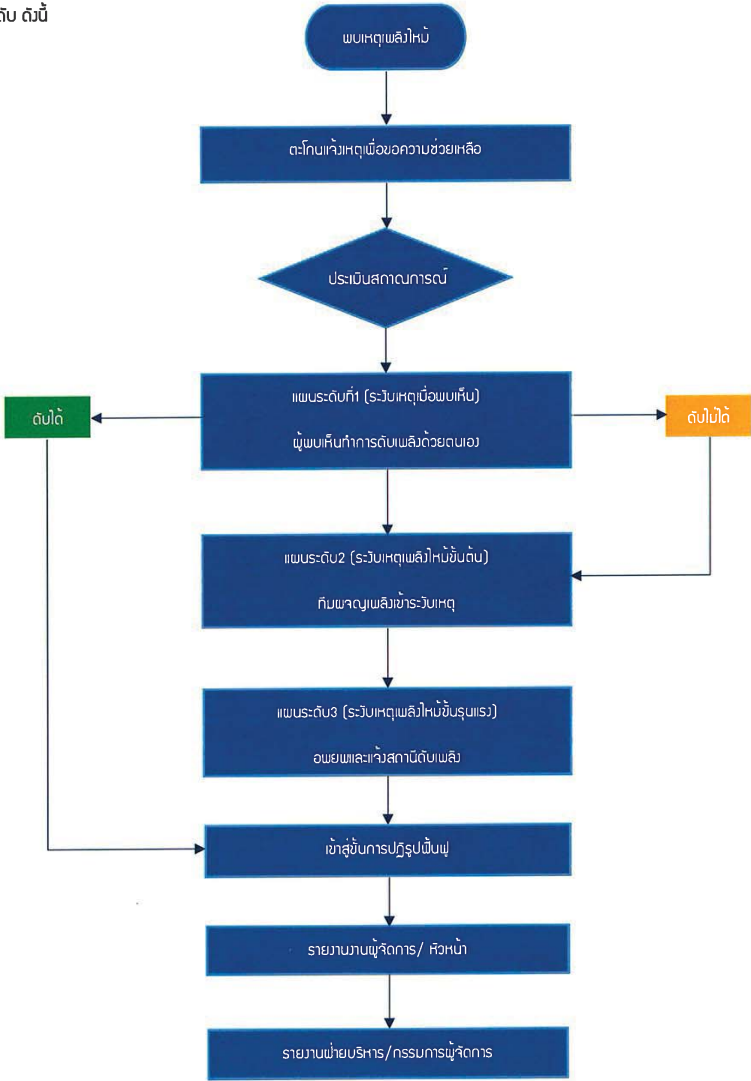 ดับ ดังนี้
พบเหตุเพลิงไหม้
ตะโกนแจ้งเหตุเพื่อขอความช่วยเหลือ
ประเมินสถานการณ์
แผนระดับที่1 (ระงับเหตุเมื่อพบเห็น)
ผู้พบเห็นทำการดับเพลิงด้วยตนเอง
ดับได้
ดับไม่ได้
แผนระดับ2 (ระงับเหตุเพลิงไหม้ขั้นต้น)
ทีมผจญเพลิงเข้าระงับเหตุ
แผนระดับ3 (ระงับเหตุเพลิงไหม้ขั้นรุนแรง)
อพยพและแจ้งสถานีดับเพลิง
เข้าสู่ขั้นการปฏิรูปฟื้นฟู
รายงานงานผู้จัดการ/ หัวหน้า
รายงานฝ่ายบริหาร/กรรมการผู้จัดการ